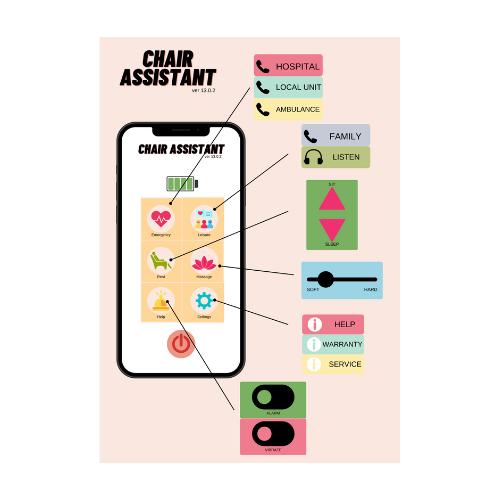 CHAIR
ASSISTANT
ver 13.0.2
HOSPITAL
LOCAL UNIT
AMBULANCE
CHAIR ASSISTANT
ver 13.0.2
FAMILY
LISTEN
Emergency
Leisure
SIT
SLEEP
Rest
Massage
SOFT
HARD
Help
Settings
HELP
WARRANTY
SERVICE
ALARM
VIBRATE